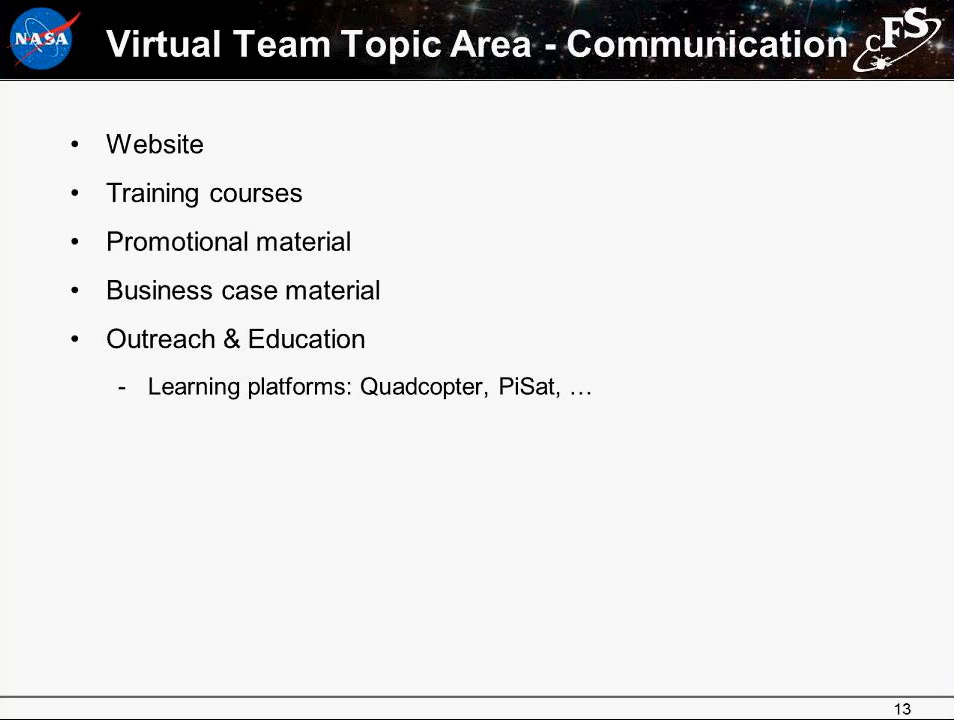 NASA
Virtual Team Topic Area - Communication
cFS
• Website
• Training courses
• Promotional material
• Business case material
• Outreach & Education
- Learning platforms: Quadcopter, PiSat, …
13